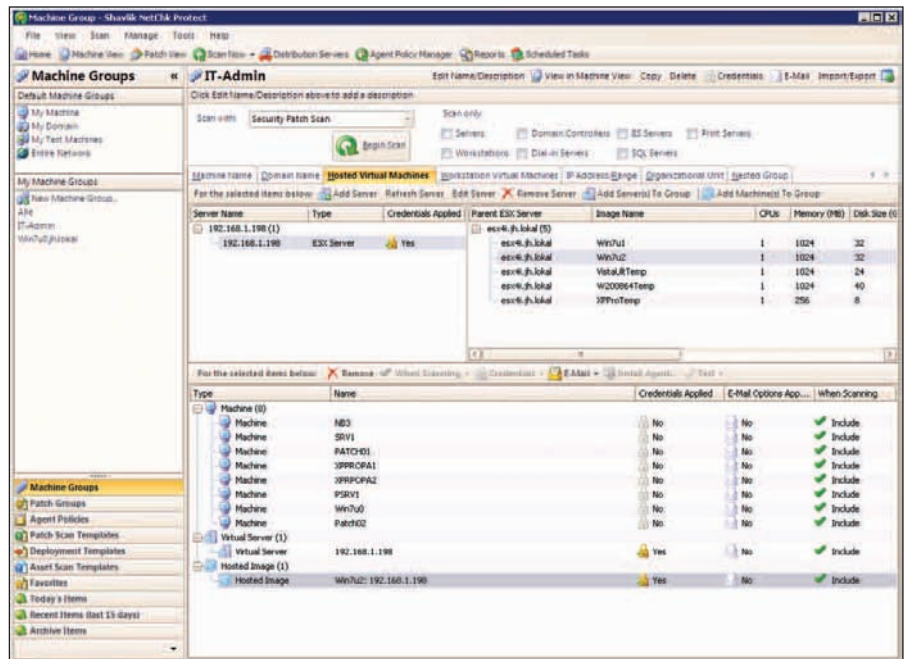 Machine Group - Shavlik NetChk Protect
File View Scan Manage Tools Help
Home Machine View Patch View Scan Now Distribution Servers Agent Policy Manager Reports Scheduled Tasks
Machine Groups «
Default Machine Groups
My Machine
My Domain
My Test Machines
Entire Network
My Machine Groups
New Machine Group...
IT-Admin
Machine Groups
Patch Groups
Agent Policies
Patch Scan Templates
Deployment Templates
Asset Scan Templates
Favorites
Today's Items
Recent Items (last 15 days)
Archive Items
IT-Admin
Edit Name/Description View in Machine View Copy Delete Credentials E-Mail Import/Export
Click Edit Name/Description above to add a description
Scan with: Security Patch Scan
Begin Scan
Scan only:
Servers Domain Controllers IIS Servers Print Servers
Workstations Dial-in Servers SQL Servers
Machine Name Domain Name Hosted Virtual Machines Workstation Virtual Machines IP Address/Range Organizational Unit Nested Group
For the selected items below: Add Server Refresh Server Edit Server Remove Server Add Server(s) To Group Add Machine(s) To Group
Server Name Type Credentials Applied
192.168.1.198 (1)
192.168.1.198 ESX Server Yes
Parent ESX Server Image Name CPUs Memory (MB) Disk Size (G
esx4i.jh.lokal (5)
esx4i.jh.lokal Win7u1 1 1024 32
esx4i.jh.lokal Win7u2 1 1024 32
esx4i.jh.lokal VistaUltTemp 1 1024 24
esx4i.jh.lokal W200864Temp 1 1024 40
esx4i.jh.lokal XPProTemp 1 256 8
For the selected items below: Remove When Scanning Credentials E-Mail Install Agent... Test
Type Name Credentials Applied E-Mail Options App... When Scanning
Machine (8)
Machine NB3 No No Include
Machine SRV1 No No Include
Machine PATCH01 No No Include
Machine XPPROPA1 No No Include
Machine XPRPOPA2 No No Include
Machine PSRV1 No No Include
Machine Win7u0 No No Include
Machine Patch02 No No Include
Virtual Server (1)
Virtual Server 192.168.1.198 Yes No Include
Hosted Image (1)
Hosted Image Win7u2: 192.168.1.198 Yes No Include